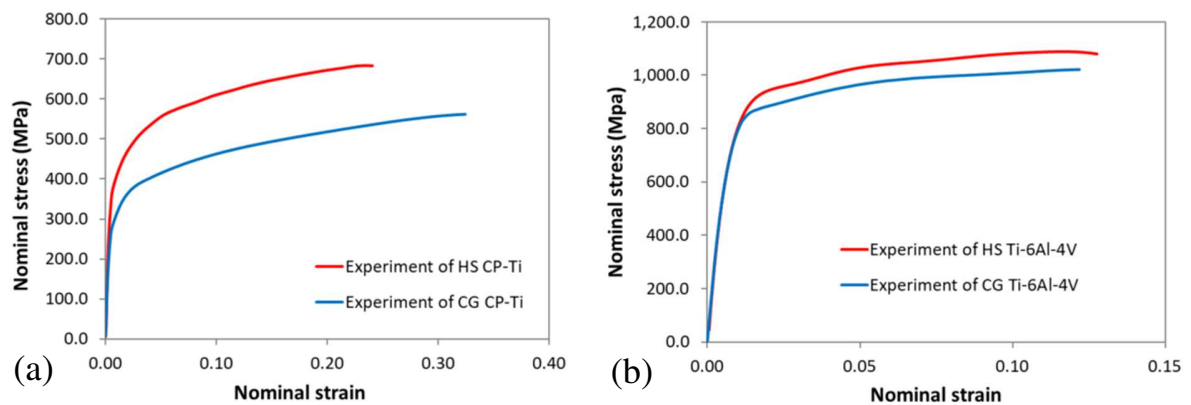 800.0
700.0
600.0
500.0
400.0
300.0
200.0
100.0
0.0
0.00
0.10
0.20
0.30
0.40
Nominal stress (MPa)
Nominal strain
Experiment of HS CP-Ti
Experiment of CG CP-Ti
(a)
1,200.0
1,000.0
800.0
600.0
400.0
200.0
0.0
0.00
0.05
0.10
0.15
Nominal stress (Mpa)
Nominal strain
Experiment of HS Ti-6Al-4V
Experiment of CG Ti-6Al-4V
(b)